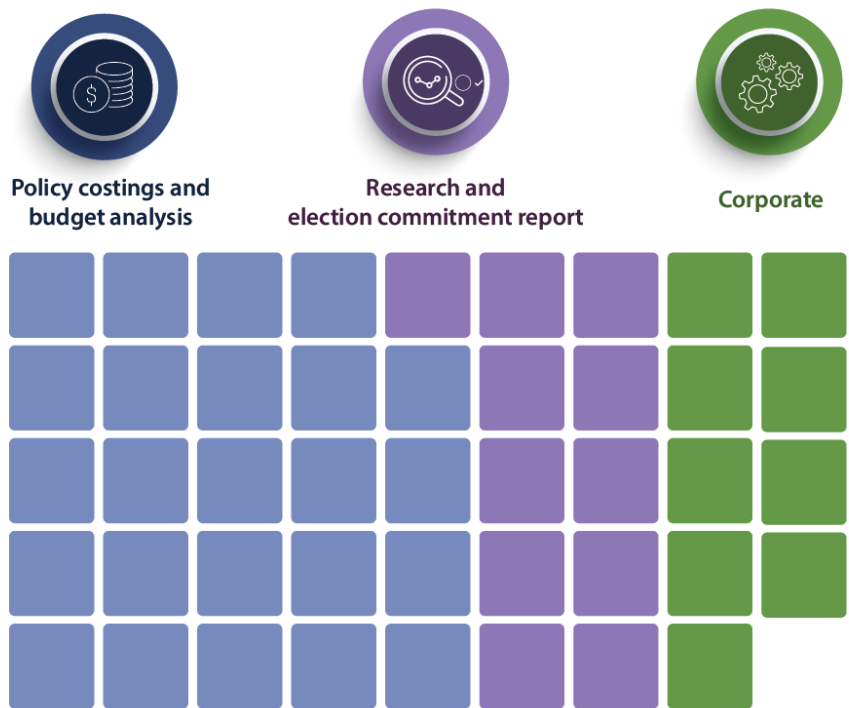 $
Policy costings and
budget analysis
Research and
election commitment report
Corporate